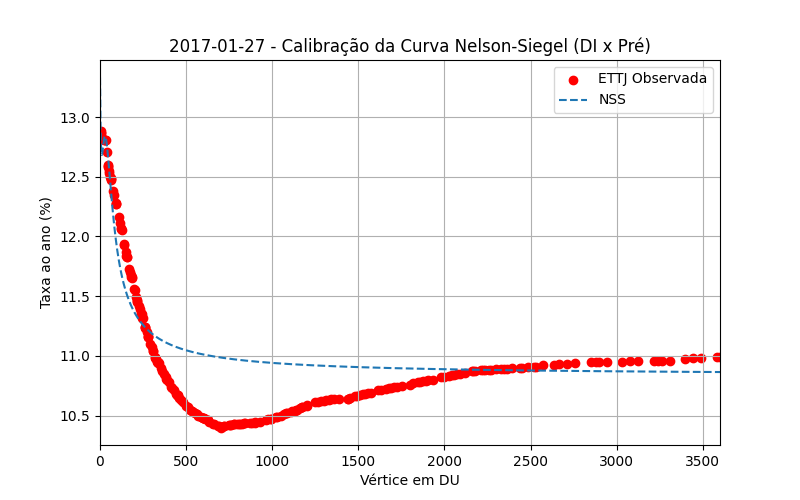 2017-01-27 - Calibração da Curva Nelson-Siegel (DI x Pré)
ETTJ Observada
NSS
Taxa ao ano (%)
13.0
12.5
12.0
11.5
11.0
10.5
0 500 1000 1500 2000 2500 3000 3500
Vértice em DU